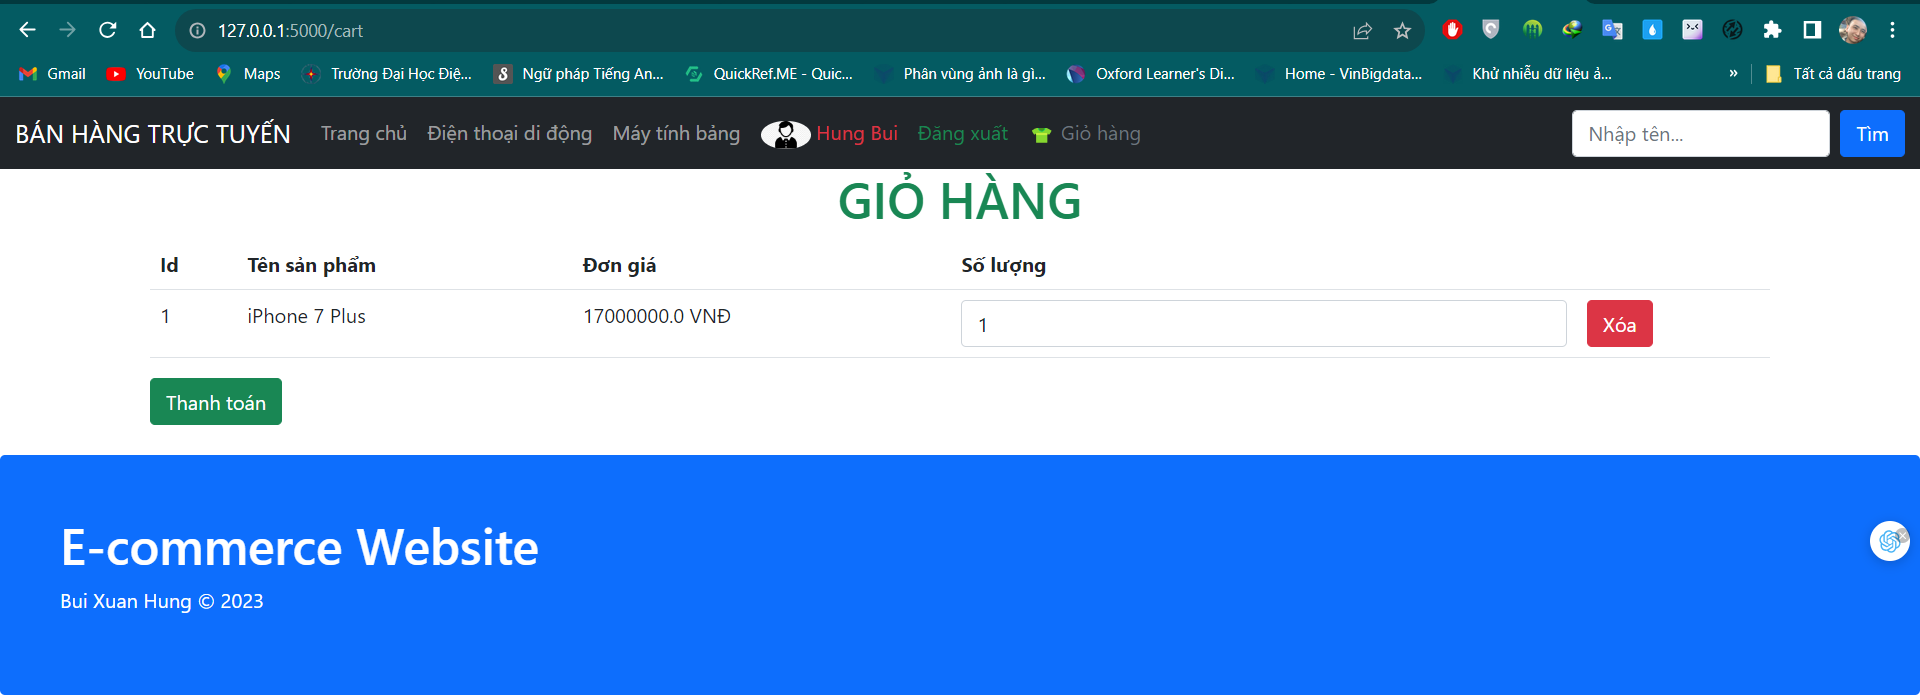 127.0.0.1:5000/cart
Gmail YouTube Maps Trường Đại Học Điệ... Ngữ pháp Tiếng An... QuickRef.ME - Quic... Phân vùng ảnh là gì... Oxford Learner's Di... Home - VinBigdata... Khử nhiễu dữ liệu ả... » Tất cả dấu trang
BÁN HÀNG TRỰC TUYẾN Trang chủ Điện thoại di động Máy tính bảng Hung Bui Đăng xuất Giỏ hàng Nhập tên... Tìm
GIỎ HÀNG
Id Tên sản phẩm Đơn giá Số lượng
1 iPhone 7 Plus 17000000.0 VNĐ 1 Xóa
Thanh toán
E-commerce Website
Bui Xuan Hung © 2023